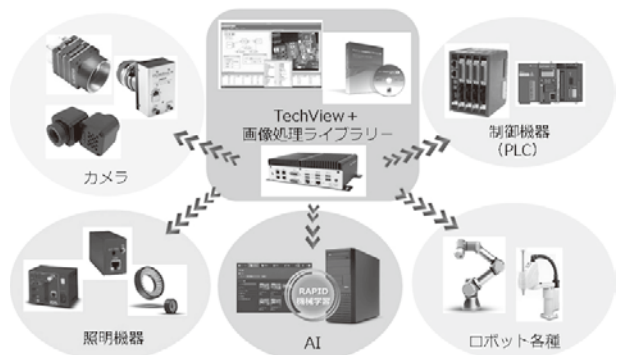 TechView+
画像処理ライブラリー
カメラ
制御機器
(PLC)
照明機器
RAPID
機械学習
AI
ロボット各種